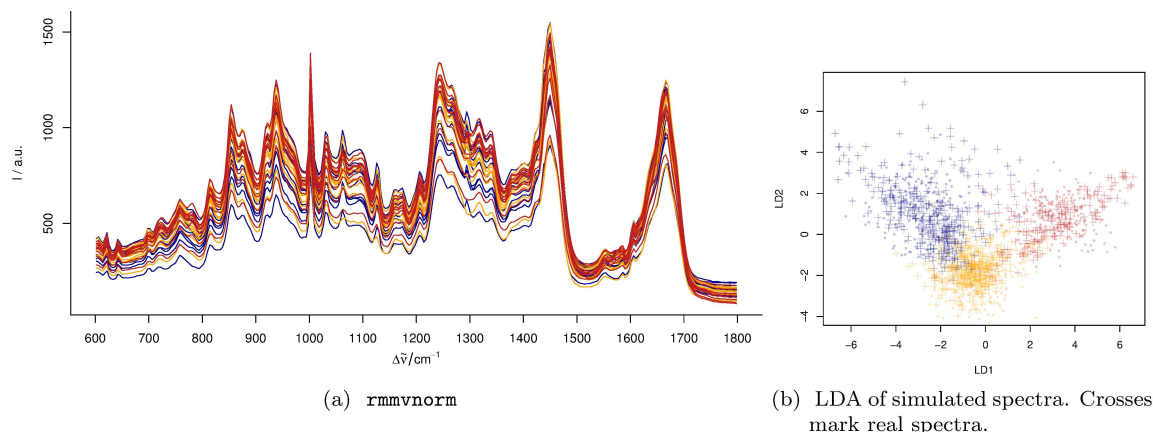 1500
1000
500
I / a.u.
600 700 800 900 1000 1100 1200 1300 1400 1500 1600 1700 1800
Δν̃/cm⁻¹
(a) rmmvnorm
6
4
2
0
−2
−4
LD2
−6 −4 −2 0 2 4 6
LD1
(b) LDA of simulated spectra. Crosses
mark real spectra.